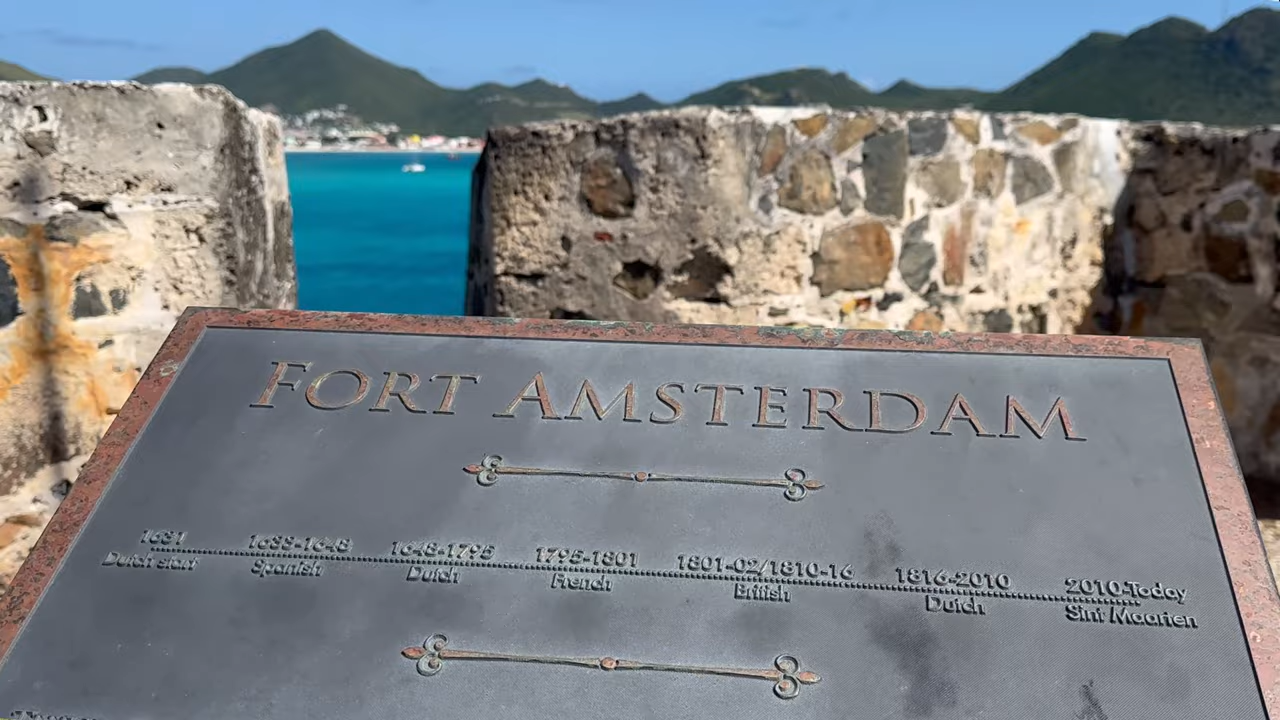 FORT AMSTERDAM
1631 1633-1648 1648-1795 1795-1801 1801-02/1810-16 1816-2010 2010-Today
Dutch start Spanish Dutch French British Dutch Sint Maarten